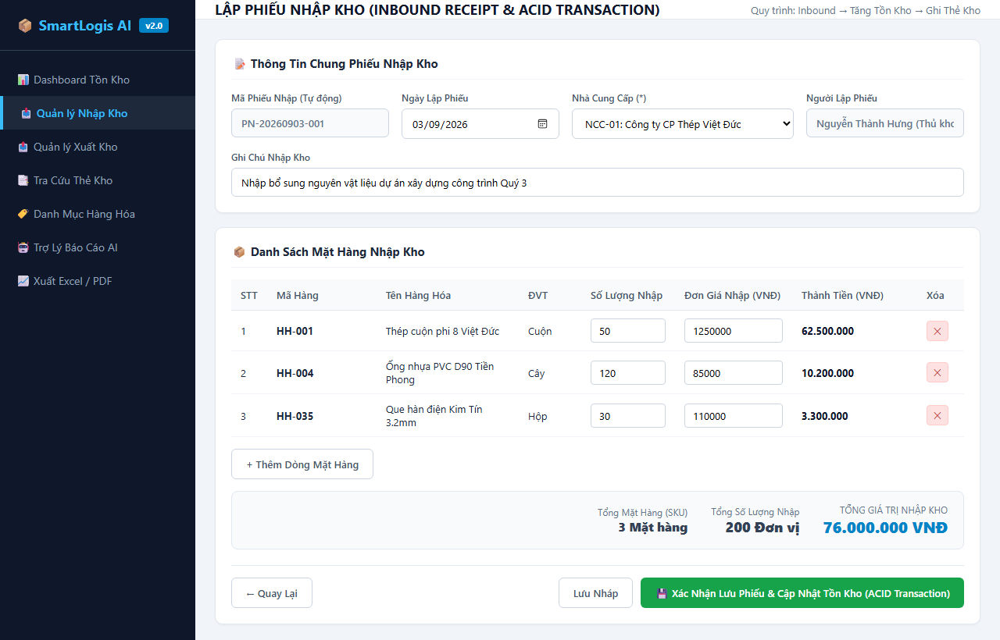 SmartLogis AI v2.0
Dashboard Tồn Kho
Quản lý Nhập Kho
Quản lý Xuất Kho
Tra Cứu Thẻ Kho
Danh Mục Hàng Hóa
Trợ Lý Báo Cáo AI
Xuất Excel / PDF
LẬP PHIẾU NHẬP KHO (INBOUND RECEIPT & ACID TRANSACTION)
Quy trình: Inbound → Tăng Tồn Kho → Ghi Thẻ Kho
Thông Tin Chung Phiếu Nhập Kho
Mã Phiếu Nhập (Tự động) Ngày Lập Phiếu Nhà Cung Cấp (*) Người Lập Phiếu
PN-20260903-001 03/09/2026 NCC-01: Công ty CP Thép Việt Đức Nguyễn Thành Hưng (Thủ kho
Ghi Chú Nhập Kho
Nhập bổ sung nguyên vật liệu dự án xây dựng công trình Quý 3
Danh Sách Mặt Hàng Nhập Kho
STT Mã Hàng Tên Hàng Hóa ĐVT Số Lượng Nhập Đơn Giá Nhập (VNĐ) Thành Tiền (VNĐ) Xóa
1 HH-001 Thép cuộn phi 8 Việt Đức Cuộn 50 1250000 62.500.000
2 HH-004 Ống nhựa PVC D90 Tiền Phong Cây 120 85000 10.200.000
3 HH-035 Que hàn điện Kim Tín 3.2mm Hộp 30 110000 3.300.000
+ Thêm Dòng Mặt Hàng
Tổng Mặt Hàng (SKU) Tổng Số Lượng Nhập TỔNG GIÁ TRỊ NHẬP KHO
3 Mặt hàng 200 Đơn vị 76.000.000 VNĐ
← Quay Lại Lưu Nháp Xác Nhận Lưu Phiếu & Cập Nhật Tồn Kho (ACID Transaction)